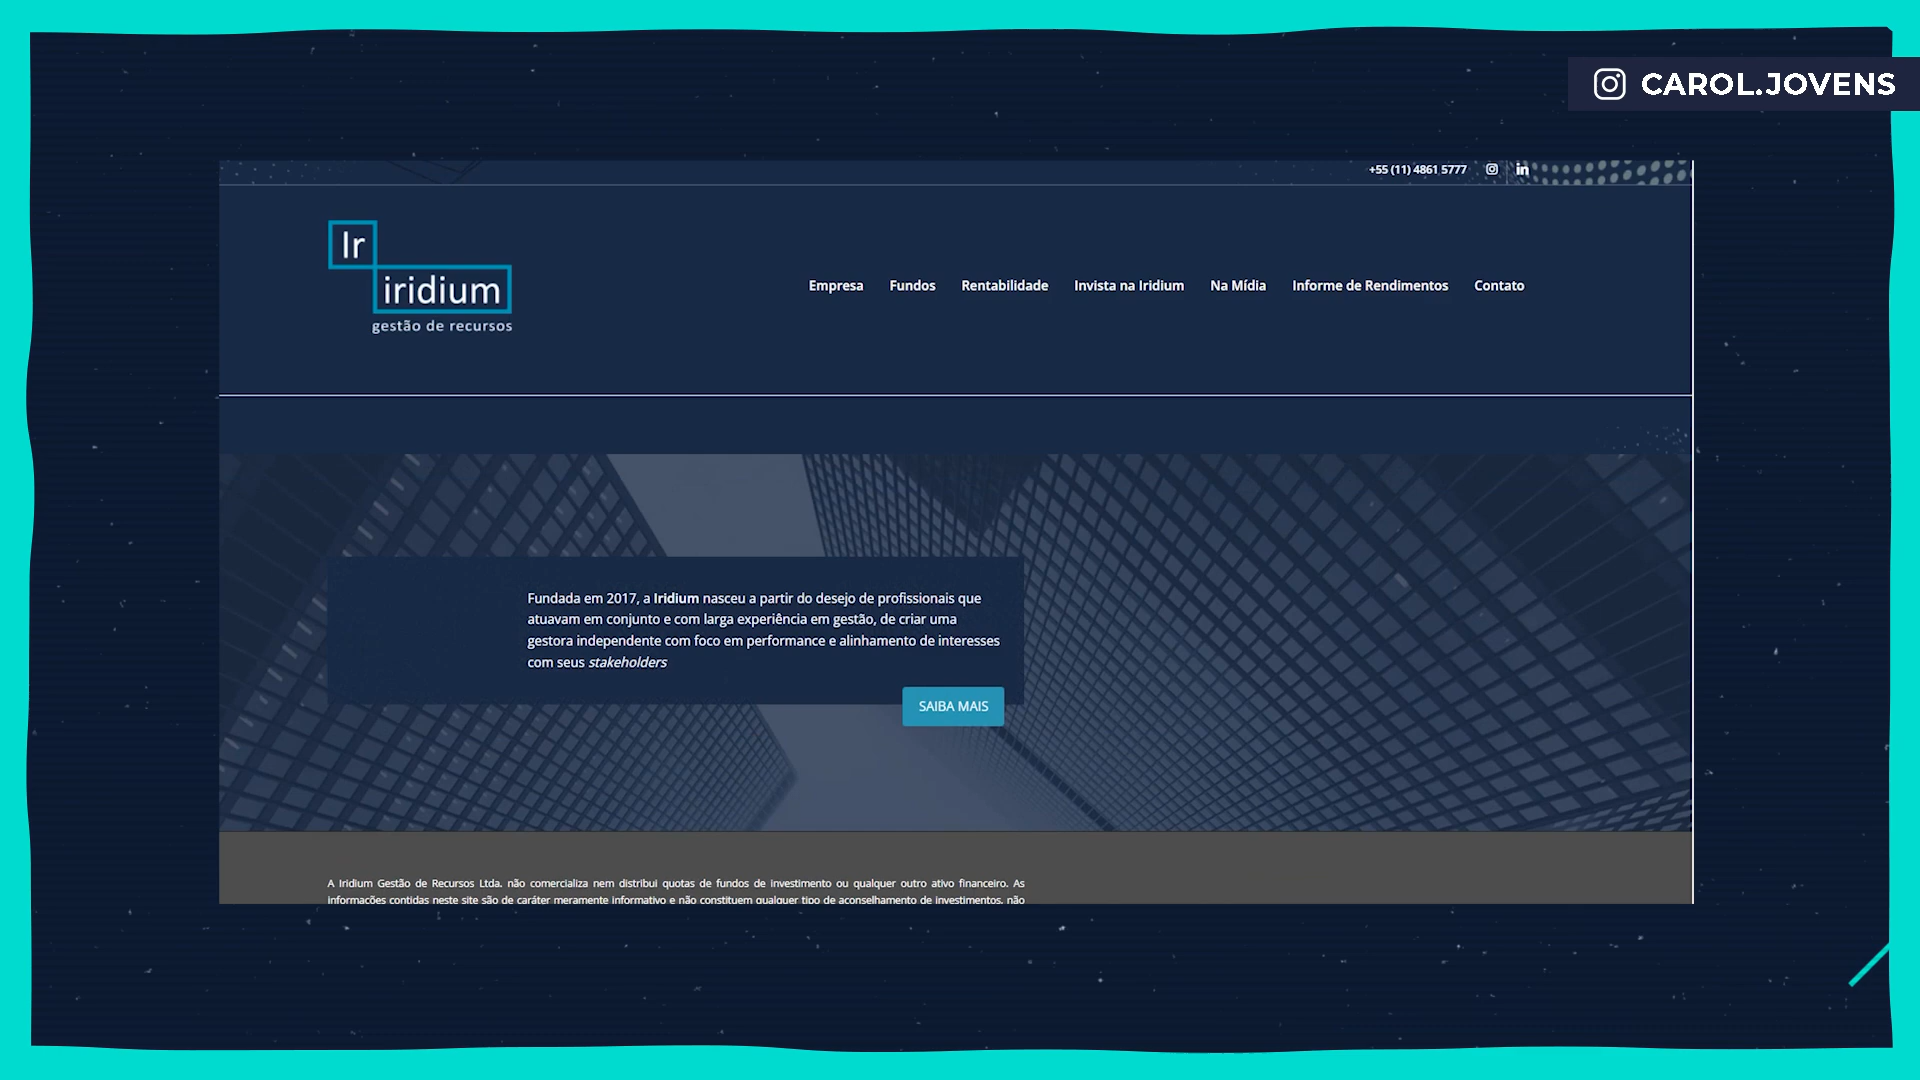 CAROL.JOVENS
+55 (11) 4861 5777
Ir
iridium
gestão de recursos
Empresa Fundos Rentabilidade Invista na Iridium Na Mídia Informe de Rendimentos Contato
Fundada em 2017, a Iridium nasceu a partir do desejo de profissionais que
atuavam em conjunto e com larga experiência em gestão, de criar uma
gestora independente com foco em performance e alinhamento de interesses
com seus stakeholders
SAIBA MAIS
A Iridium Gestão de Recursos Ltda. não comercializa nem distribui quotas de fundos de investimento ou qualquer outro ativo financeiro. As
informações contidas neste site são de caráter meramente informativo e não constituem qualquer tipo de aconselhamento de investimentos, não